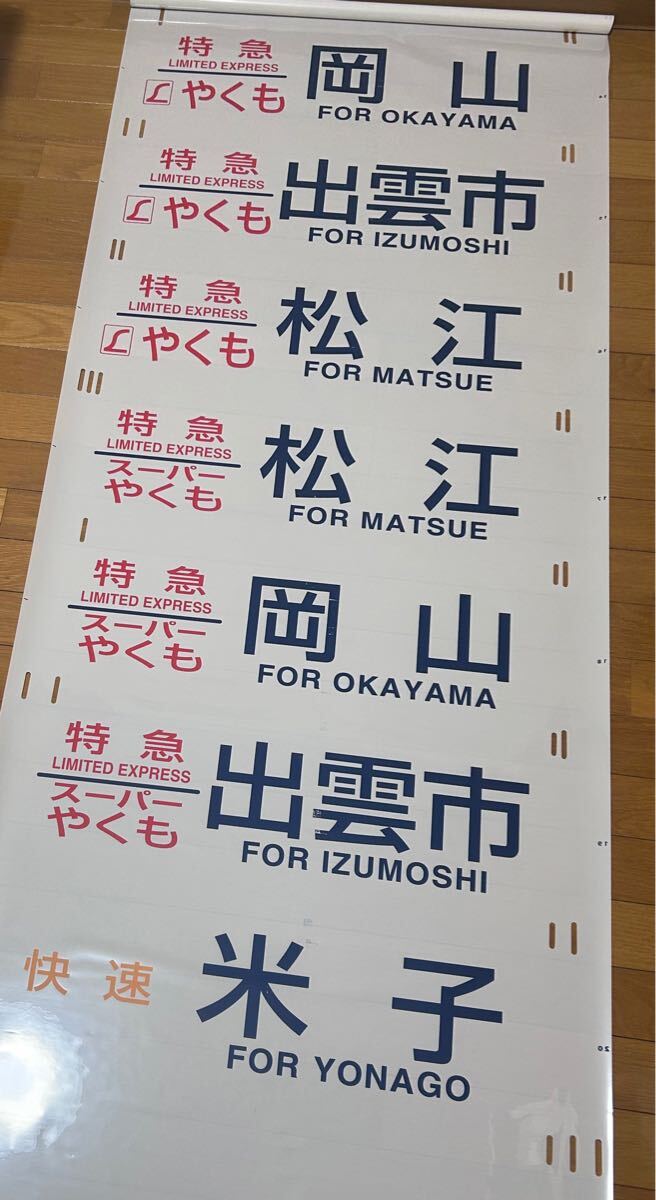 特急
LIMITED EXPRESS
やくも
岡山
FOR OKAYAMA
特急
LIMITED EXPRESS
やくも
出雲市
FOR IZUMOSHI
特急
LIMITED EXPRESS
やくも
松江
FOR MATSUE
特急
LIMITED EXPRESS
スーパー
やくも
松江
FOR MATSUE
特急
LIMITED EXPRESS
スーパー
やくも
岡山
FOR OKAYAMA
特急
LIMITED EXPRESS
スーパー
やくも
出雲市
FOR IZUMOSHI
快速
米子
FOR YONAGO